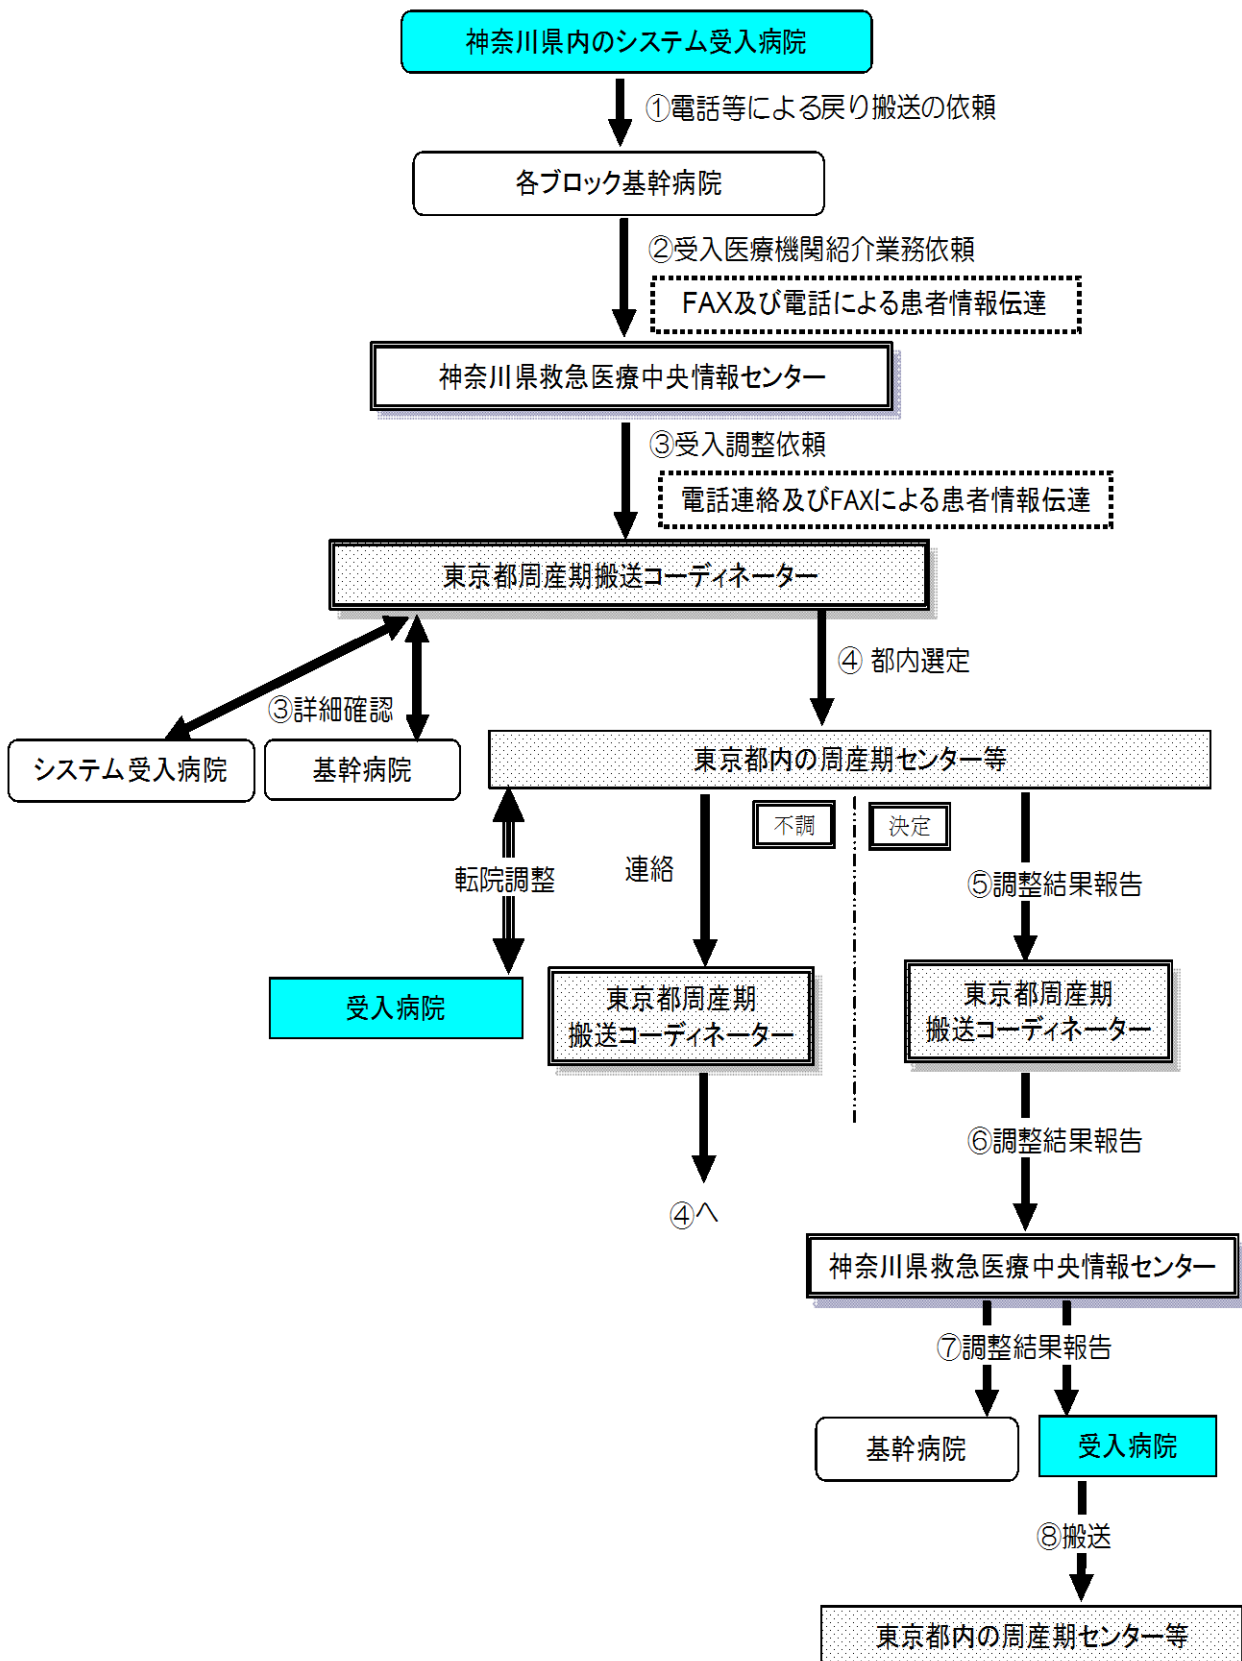 神奈川県内のシステム受入病院
①電話等による戻り搬送の依頼
各ブロック基幹病院
②受入医療機関紹介業務依頼
FAX及び電話による患者情報伝達
神奈川県救急医療中央情報センター
③受入調整依頼
電話連絡及びFAXによる患者情報伝達
東京都周産期搬送コーディネーター
④ 都内選定
③詳細確認
システム受入病院
基幹病院
東京都内の周産期センター等
不調
決定
転院調整
連絡
⑤調整結果報告
受入病院
東京都周産期
搬送コーディネーター
東京都周産期
搬送コーディネーター
⑥調整結果報告
④へ
神奈川県救急医療中央情報センター
⑦調整結果報告
基幹病院
受入病院
⑧搬送
東京都内の周産期センター等